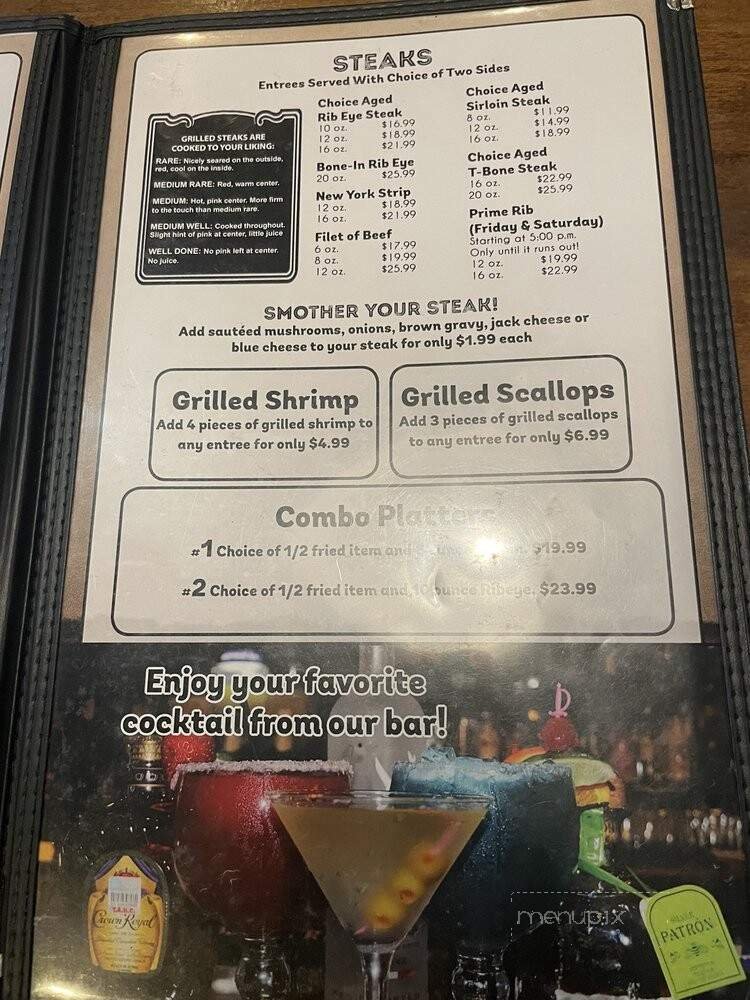 STEAKS
Entrees Served With Choice of Two Sides
GRILLED STEAKS ARE
COOKED TO YOUR LIKING:
RARE: Nicely seared on the outside,
red, cool on the inside.
MEDIUM RARE: Red, warm center.
MEDIUM: Hot, pink center. More firm
to the touch than medium rare.
MEDIUM WELL: Cooked throughout.
Slight hint of pink at center, little juice
WELL DONE: No pink left at center.
No juice.
Choice Aged
Rib Eye Steak
10 oz. $16.99
12 oz. $18.99
16 oz. $21.99
Bone-In Rib Eye
20 oz. $25.99
New York Strip
12 oz. $18.99
16 oz. $21.99
Filet of Beef
6 oz. $17.99
8 oz. $19.99
12 oz. $25.99
Choice Aged
Sirloin Steak
8 oz. $11.99
12 oz. $14.99
16 oz. $18.99
Choice Aged
T-Bone Steak
16 oz. $22.99
20 oz. $25.99
Prime Rib
(Friday & Saturday)
Starting at 5:00 p.m.
Only until it runs out!
12 oz. $19.99
16 oz. $22.99
SMOTHER YOUR STEAK!
Add sautéed mushrooms, onions, brown gravy, jack cheese or
blue cheese to your steak for only $1.99 each
Grilled Shrimp
Add 4 pieces of grilled shrimp to
any entree for only $4.99
Grilled Scallops
Add 3 pieces of grilled scallops
to any entree for only $6.99
Combo Platters
#1 Choice of 1/2 fried item and $19.99
#2 Choice of 1/2 fried item and 10 ounce Ribeye. $23.99
Enjoy your favorite
cocktail from our bar!
T.A.B.C.
Crown Royal
menupix
SILVER
PATRÓN